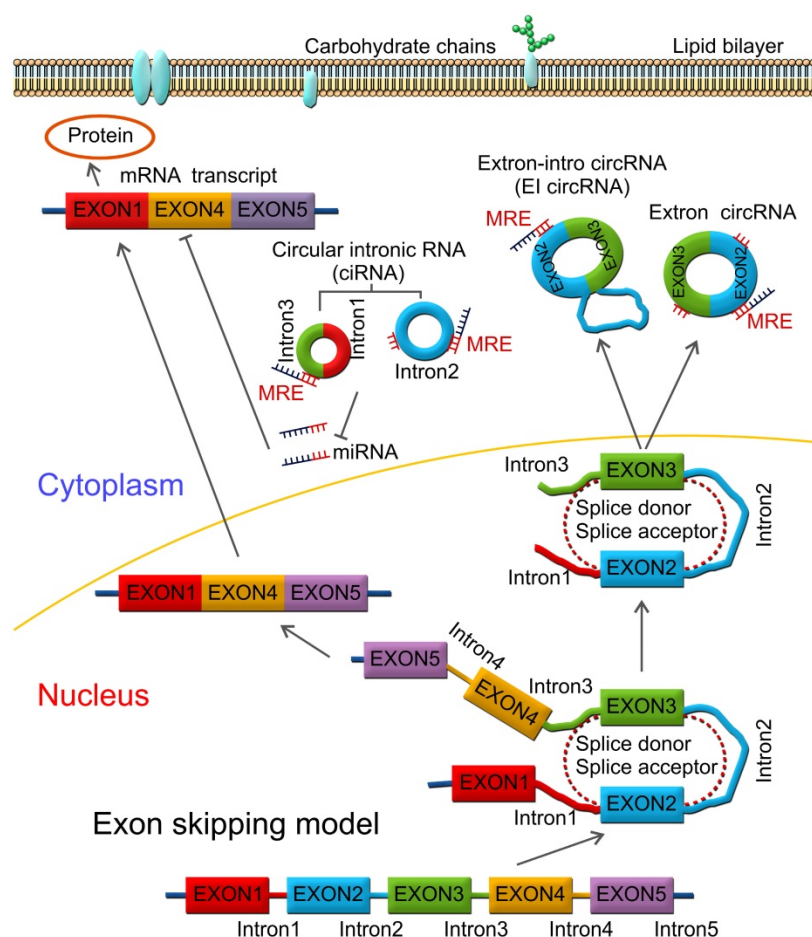 Carbohydrate chains
Lipid bilayer
Protein
mRNA transcript
EXON1 EXON4 EXON5
Extron-intro circRNA
(EI circRNA)
MRE
EXON2
EXON3
Extron circRNA
EXON3
EXON2
MRE
Circular intronic RNA
(ciRNA)
Intron3
Intron1
MRE
MRE
Intron2
miRNA
Cytoplasm
Intron3
EXON3
Splice donor
Splice acceptor
Intron2
Intron1
EXON2
EXON1 EXON4 EXON5
Nucleus
EXON5
Intron4
EXON4
Intron3
EXON3
Splice donor
Splice acceptor
Intron2
EXON1
Intron1
EXON2
Exon skipping model
EXON1 EXON2 EXON3 EXON4 EXON5
Intron1 Intron2 Intron3 Intron4 Intron5